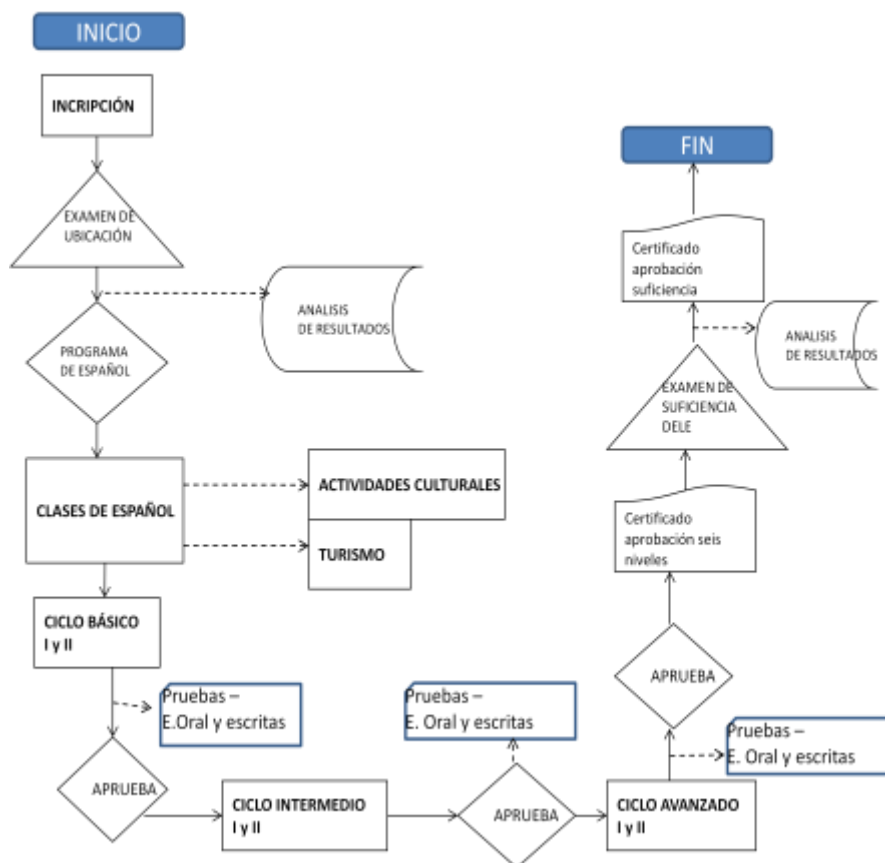 INICIO
INCRIPCIÓN
EXAMEN DE
UBICACIÓN
ANALISIS
DE RESULTADOS
PROGRAMA
DE ESPAÑOL
CLASES DE ESPAÑOL
ACTIVIDADES CULTURALES
TURISMO
CICLO BÁSICO
I y II
Pruebas –
E.Oral y escritas
APRUEBA
CICLO INTERMEDIO
I y II
Pruebas –
E. Oral y escritas
APRUEBA
CICLO AVANZADO
I y II
Pruebas –
E. Oral y escritas
APRUEBA
Certificado
aprobación seis
niveles
EXAMEN DE
SUFICIENCIA
DELE
ANALISIS
DE RESULTADOS
Certificado
aprobación
suficiencia
FIN